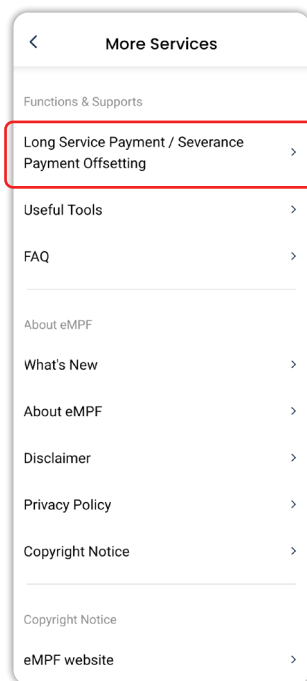 More Services
Functions & Supports
Long Service Payment / Severance
Payment Offsetting
Useful Tools
FAQ
About eMPF
What's New
About eMPF
Disclaimer
Privacy Policy
Copyright Notice
Copyright Notice
eMPF website